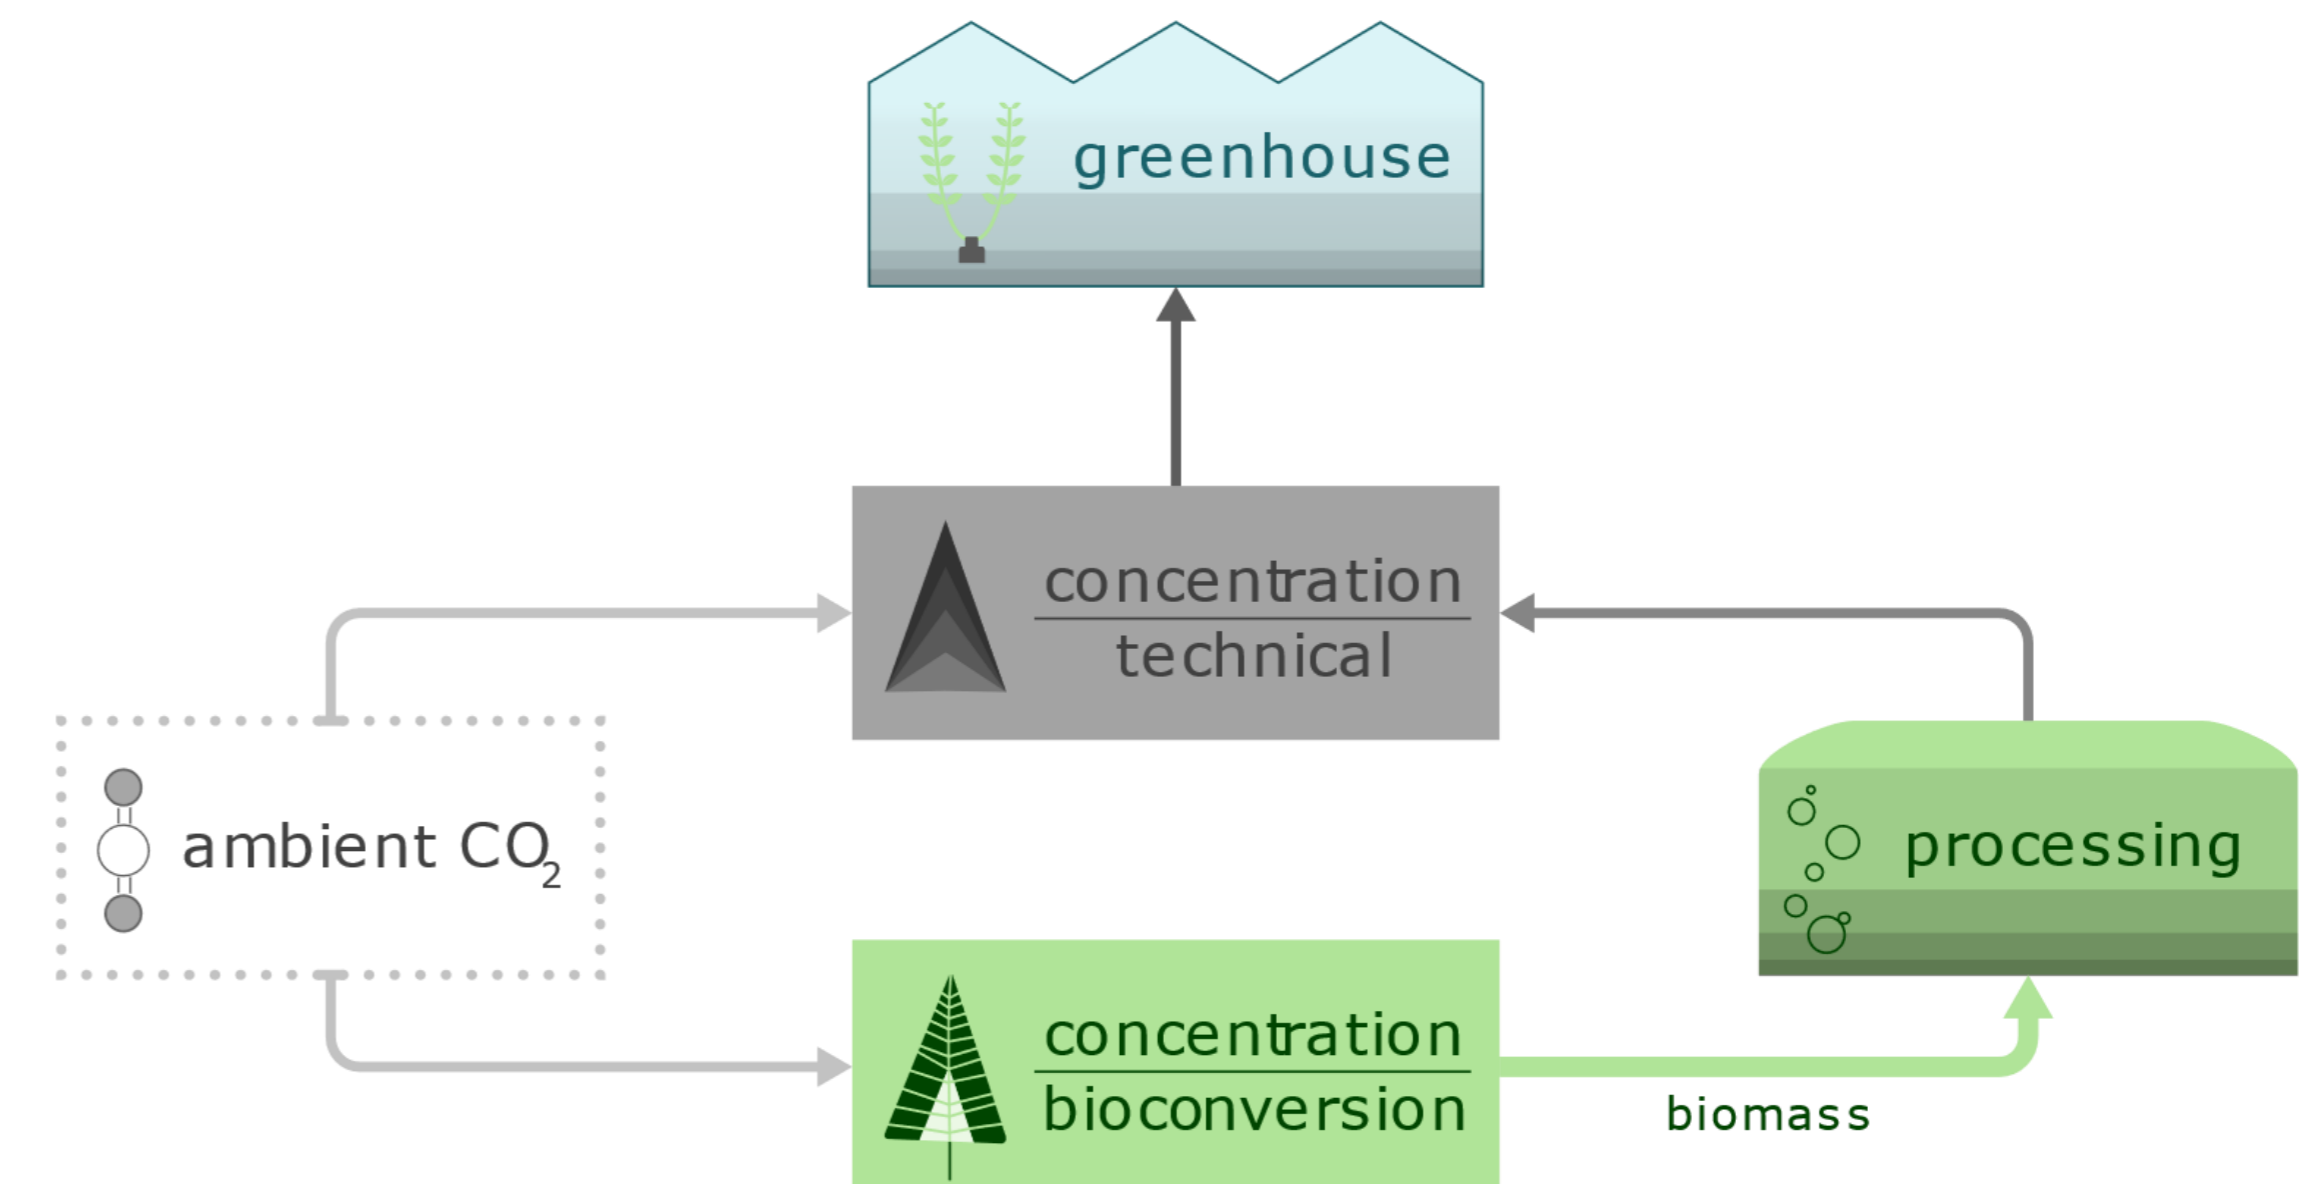 greenhouse
concentration
technical
ambient CO₂
processing
concentration
bioconversion
biomass